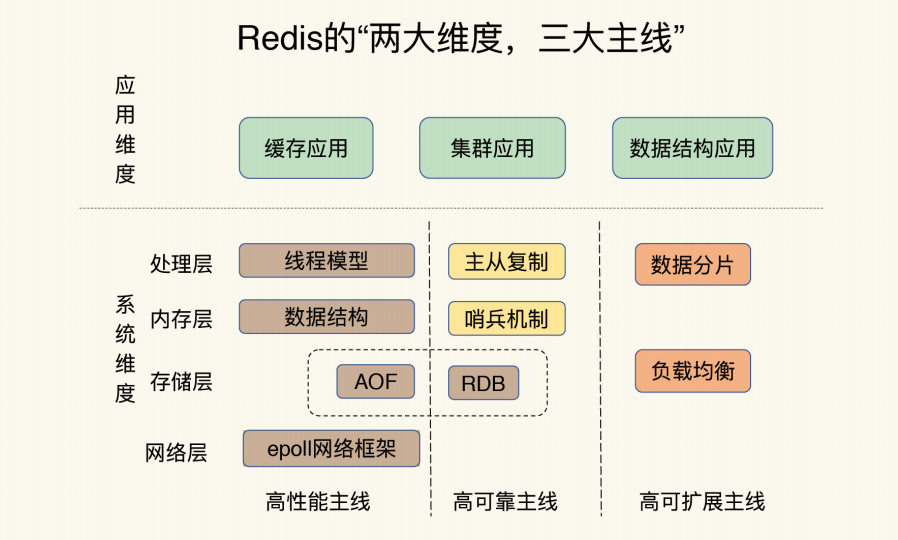 Redis的“两大维度，三大主线”
应用维度
缓存应用
集群应用
数据结构应用
系统维度
处理层
线程模型
主从复制
数据分片
内存层
数据结构
哨兵机制
存储层
AOF
RDB
负载均衡
网络层
epoll网络框架
高性能主线
高可靠主线
高可扩展主线